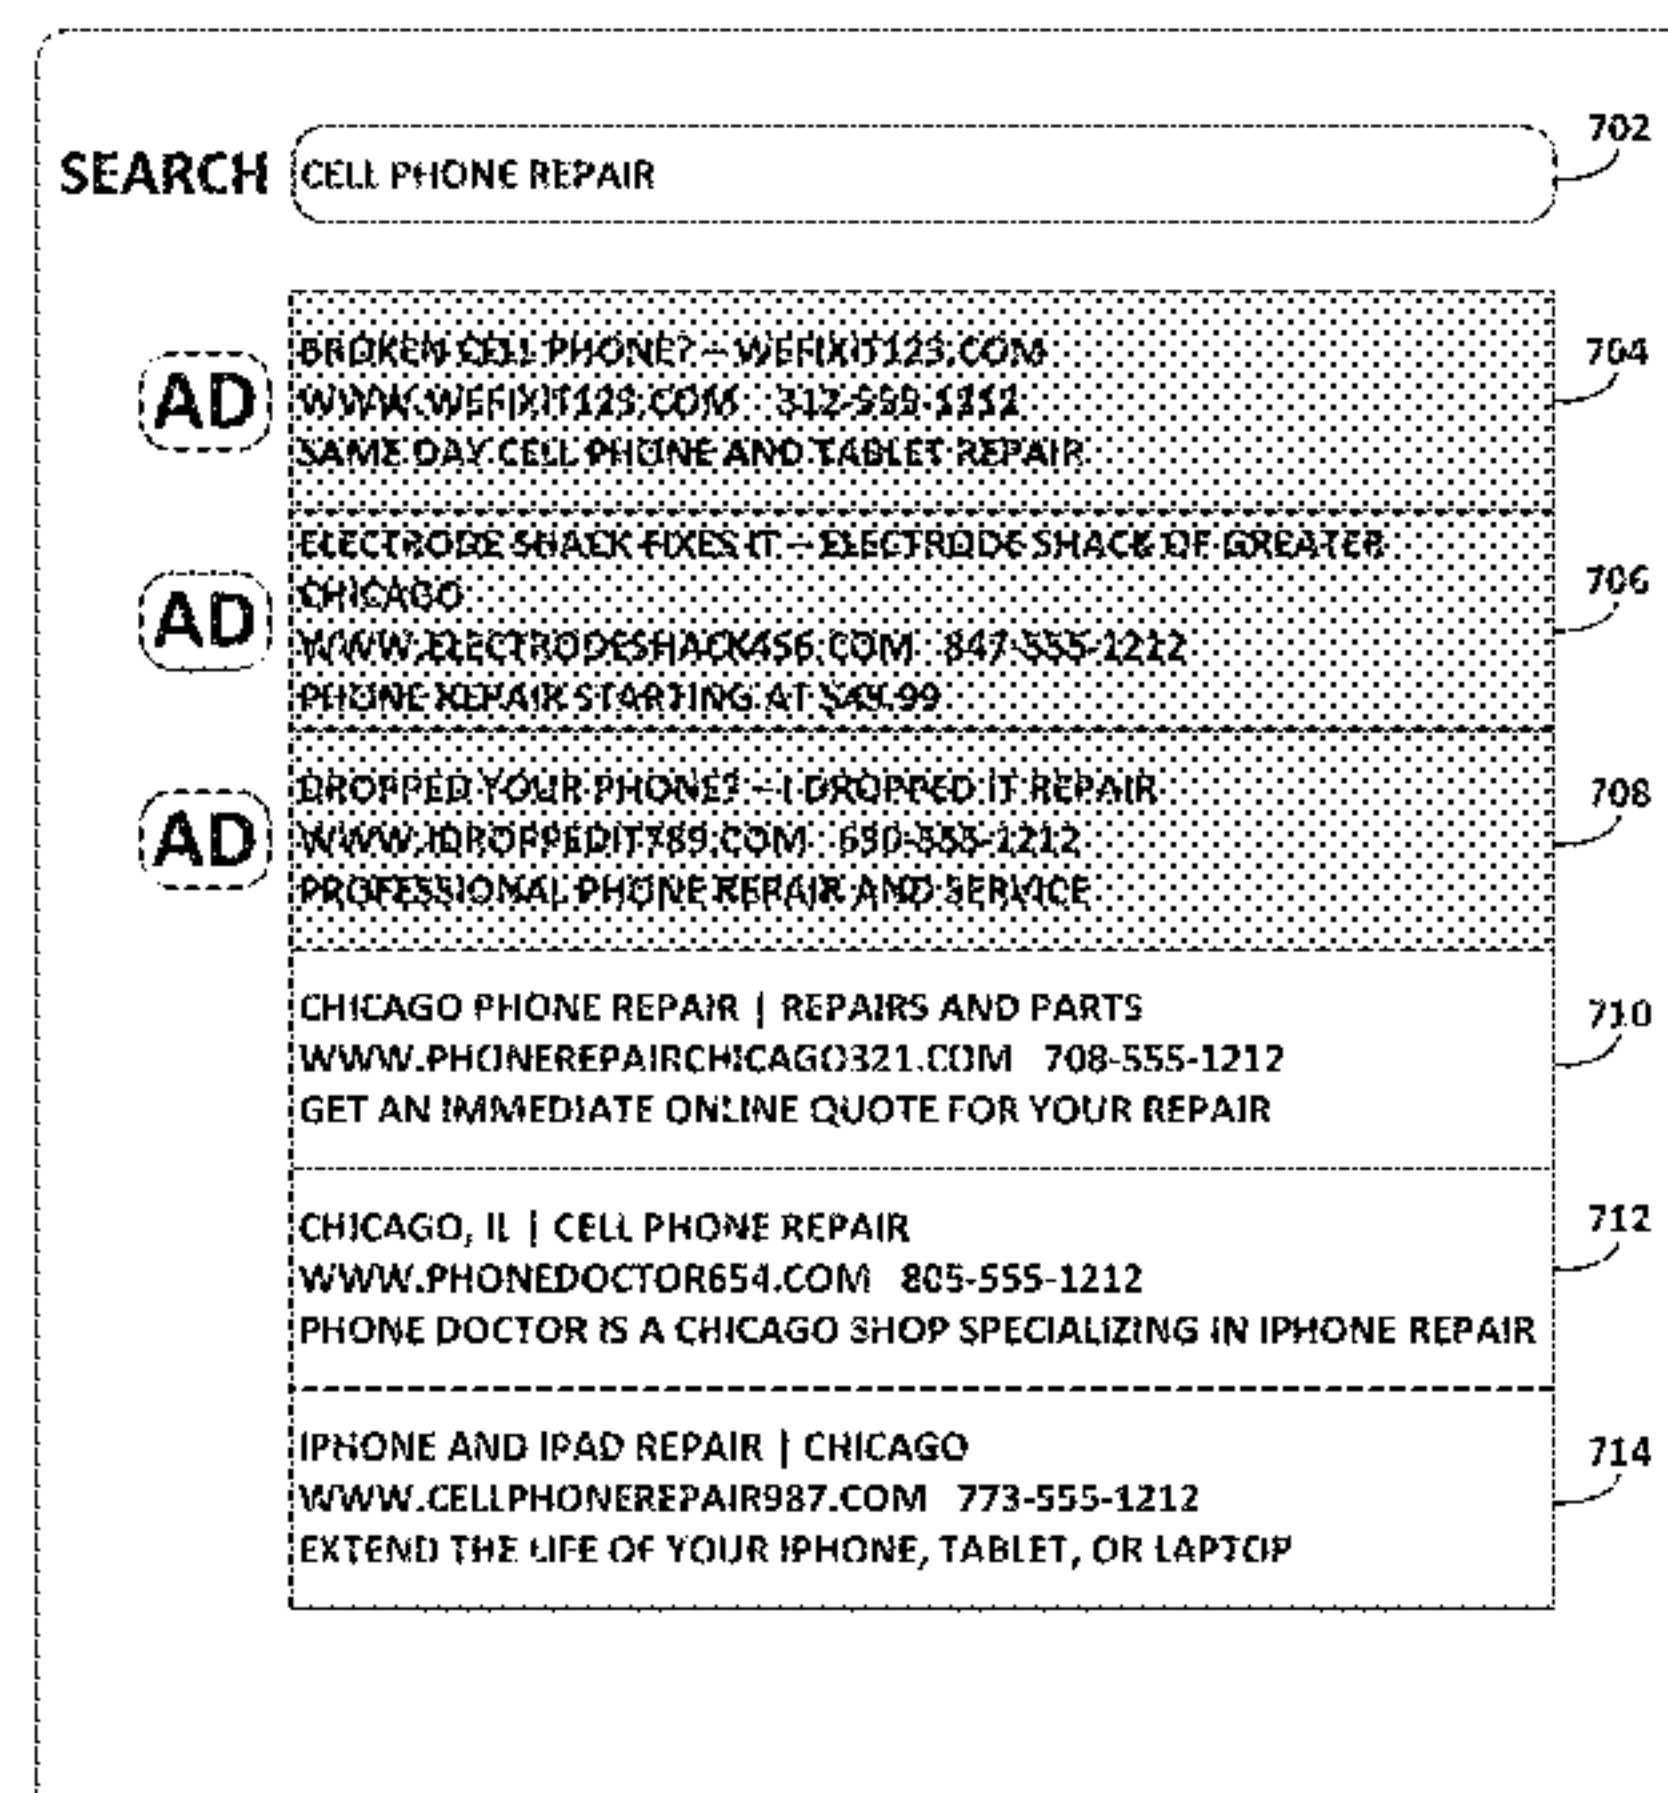 702
SEARCH CELL PHONE REPAIR
704
AD
BROKEN CELL PHONE? – WEFIXIT123.COM
WWW.WEFIXIT123.COM 312-555-1212
SAME DAY CELL PHONE AND TABLET REPAIR
706
AD
ELECTRODE SHACK FIXES IT – ELECTRODE SHACK OF GREATER
CHICAGO
WWW.ELECTRODESHACK456.COM 847-555-1212
PHONE REPAIR STARTING AT
708
AD
DROPPED YOUR PHONE? – I DROPPED IT REPAIR
WWW.IDROPPEDIT789.COM 630-555-1212
PROFESSIONAL PHONE REPAIR AND SERVICE
710
CHICAGO PHONE REPAIR | REPAIRS AND PARTS
WWW.PHONEREPAIRCHICAGO321.COM 708-555-1212
GET AN IMMEDIATE ONLINE QUOTE FOR YOUR REPAIR
712
CHICAGO, IL | CELL PHONE REPAIR
WWW.PHONEDOCTOR654.COM 805-555-1212
PHONE DOCTOR IS A CHICAGO SHOP SPECIALIZING IN IPHONE REPAIR
714
IPHONE AND IPAD REPAIR | CHICAGO
WWW.CELLPHONEREPAIR987.COM 773-555-1212
EXTEND THE LIFE OF YOUR IPHONE, TABLET, OR LAPTOP